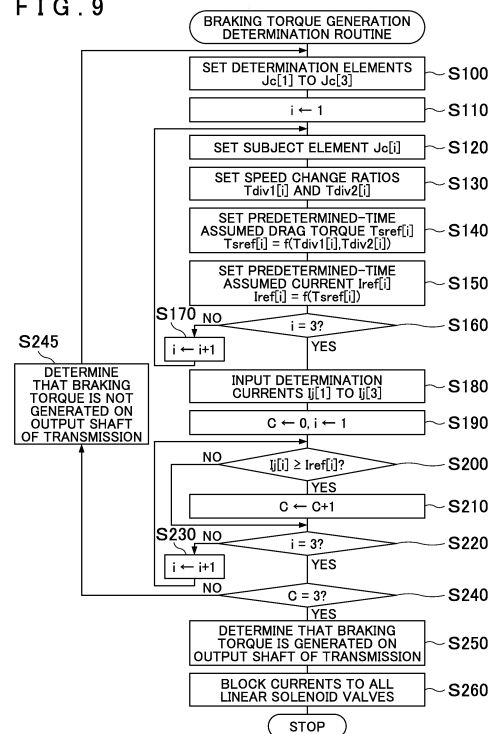 FIG.9
BRAKING TORQUE GENERATION
DETERMINATION ROUTINE
SET DETERMINATION ELEMENTS
Jc[1] TO Jc[3]
S100
i ← 1
S110
SET SUBJECT ELEMENT Jc[i]
S120
SET SPEED CHANGE RATIOS
Tdiv1[i] AND Tdiv2[i]
S130
SET PREDETERMINED-TIME
ASSUMED DRAG TORQUE Tsref[i]
Tsref[i] = f(Tdiv1[i],Tdiv2[i])
S140
SET PREDETERMINED-TIME
ASSUMED CURRENT Iref[i]
Iref[i] = f(Tsref[i])
S150
S170
NO
i = 3?
S160
i ← i+1
YES
S245
DETERMINE
THAT BRAKING
TORQUE IS NOT
GENERATED ON
OUTPUT SHAFT
OF TRANSMISSION
INPUT DETERMINATION
CURRENTS Ij[1] TO Ij[3]
S180
C ← 0, i ← 1
S190
NO
Ij[i] ≥ Iref[i]?
S200
YES
C ← C+1
S210
S230
NO
i = 3?
S220
i ← i+1
YES
NO
C = 3?
S240
YES
DETERMINE THAT BRAKING
TORQUE IS GENERATED ON
OUTPUT SHAFT OF TRANSMISSION
S250
BLOCK CURRENTS TO ALL
LINEAR SOLENOID VALVES
S260
STOP